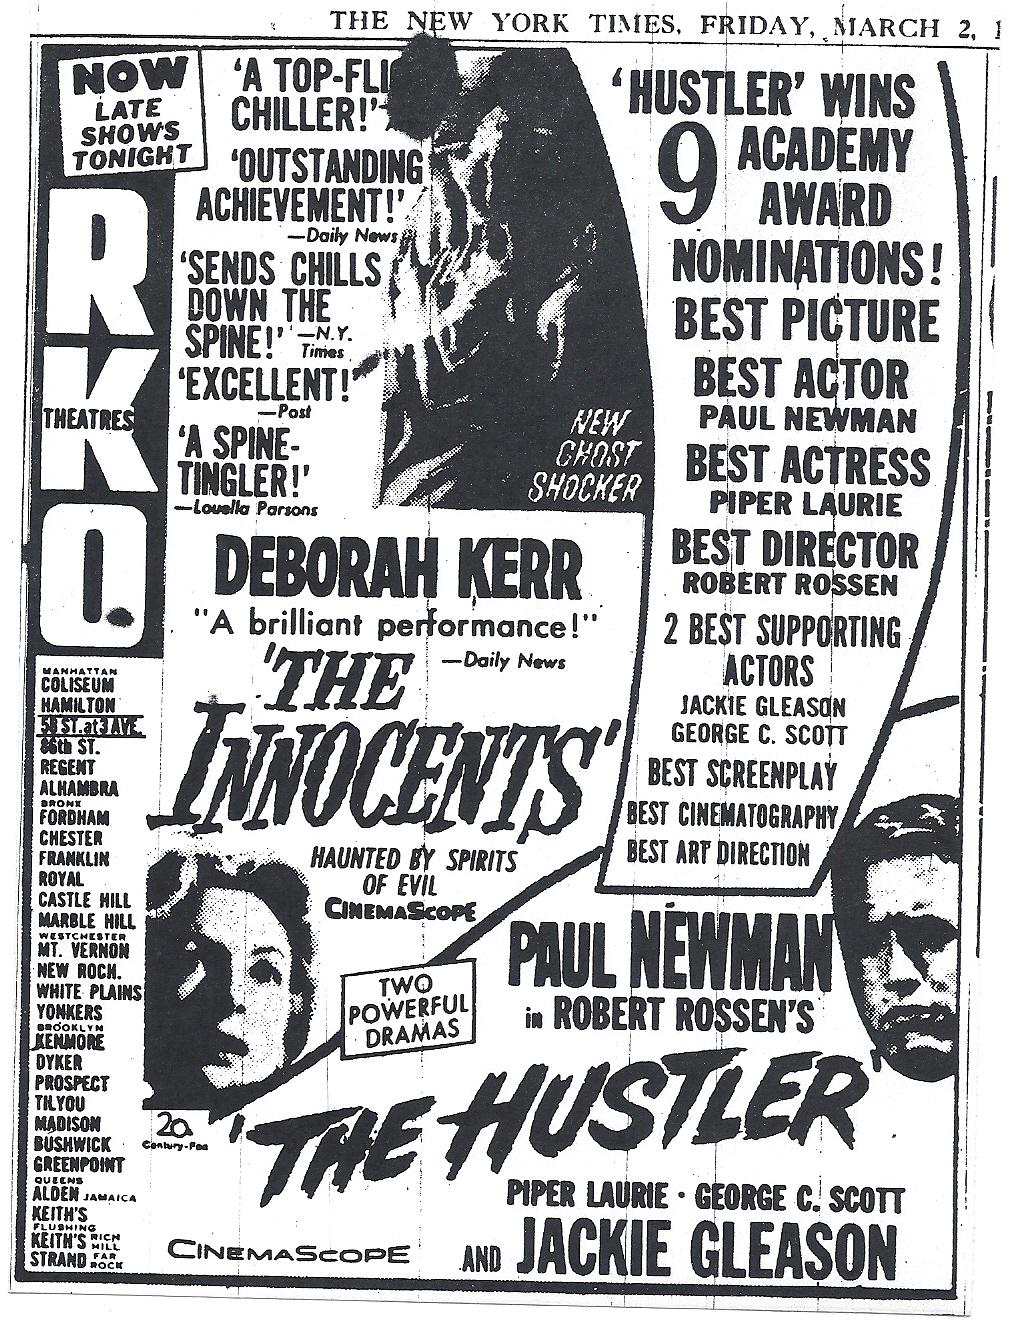 THE NEW YORK TIMES, FRIDAY, MARCH 2, 1
NOW
LATE
SHOWS
TONIGHT
RKO
THEATRES
'A TOP-FLI
CHILLER!'
'OUTSTANDING
ACHIEVEMENT!'
—Daily News
'SENDS CHILLS
DOWN THE
SPINE!' —N.Y.
Times
'EXCELLENT!'
—Post
'A SPINE-
TINGLER!'
—Louella Parsons
NEW
GHOST
SHOCKER
DEBORAH KERR
"A brilliant performance!"
—Daily News
'THE
INNOCENTS'
HAUNTED BY SPIRITS
OF EVIL
CINEMASCOPE
TWO
POWERFUL
DRAMAS
20
Century-Fox
'HUSTLER' WINS
9 ACADEMY
AWARD
NOMINATIONS!
BEST PICTURE
BEST ACTOR
PAUL NEWMAN
BEST ACTRESS
PIPER LAURIE
BEST DIRECTOR
ROBERT ROSSEN
2 BEST SUPPORTING
ACTORS
JACKIE GLEASON
GEORGE C. SCOTT
BEST SCREENPLAY
BEST CINEMATOGRAPHY
BEST ART DIRECTION
PAUL NEWMAN
in ROBERT ROSSEN'S
'THE HUSTLER'
PIPER LAURIE · GEORGE C. SCOTT
AND JACKIE GLEASON
CINEMASCOPE
MANHATTAN
COLISEUM
HAMILTON
58 ST. at 3 AVE.
86th ST.
REGENT
ALHAMBRA
BRONX
FORDHAM
CHESTER
FRANKLIN
ROYAL
CASTLE HILL
MARBLE HILL
WESTCHESTER
MT. VERNON
NEW ROCH.
WHITE PLAINS
YONKERS
BROOKLYN
KENMORE
DYKER
PROSPECT
TILYOU
MADISON
BUSHWICK
GREENPOINT
QUEENS
ALDEN JAMAICA
KEITH'S
FLUSHING
KEITH'S RICH HILL
STRAND FAR ROCK